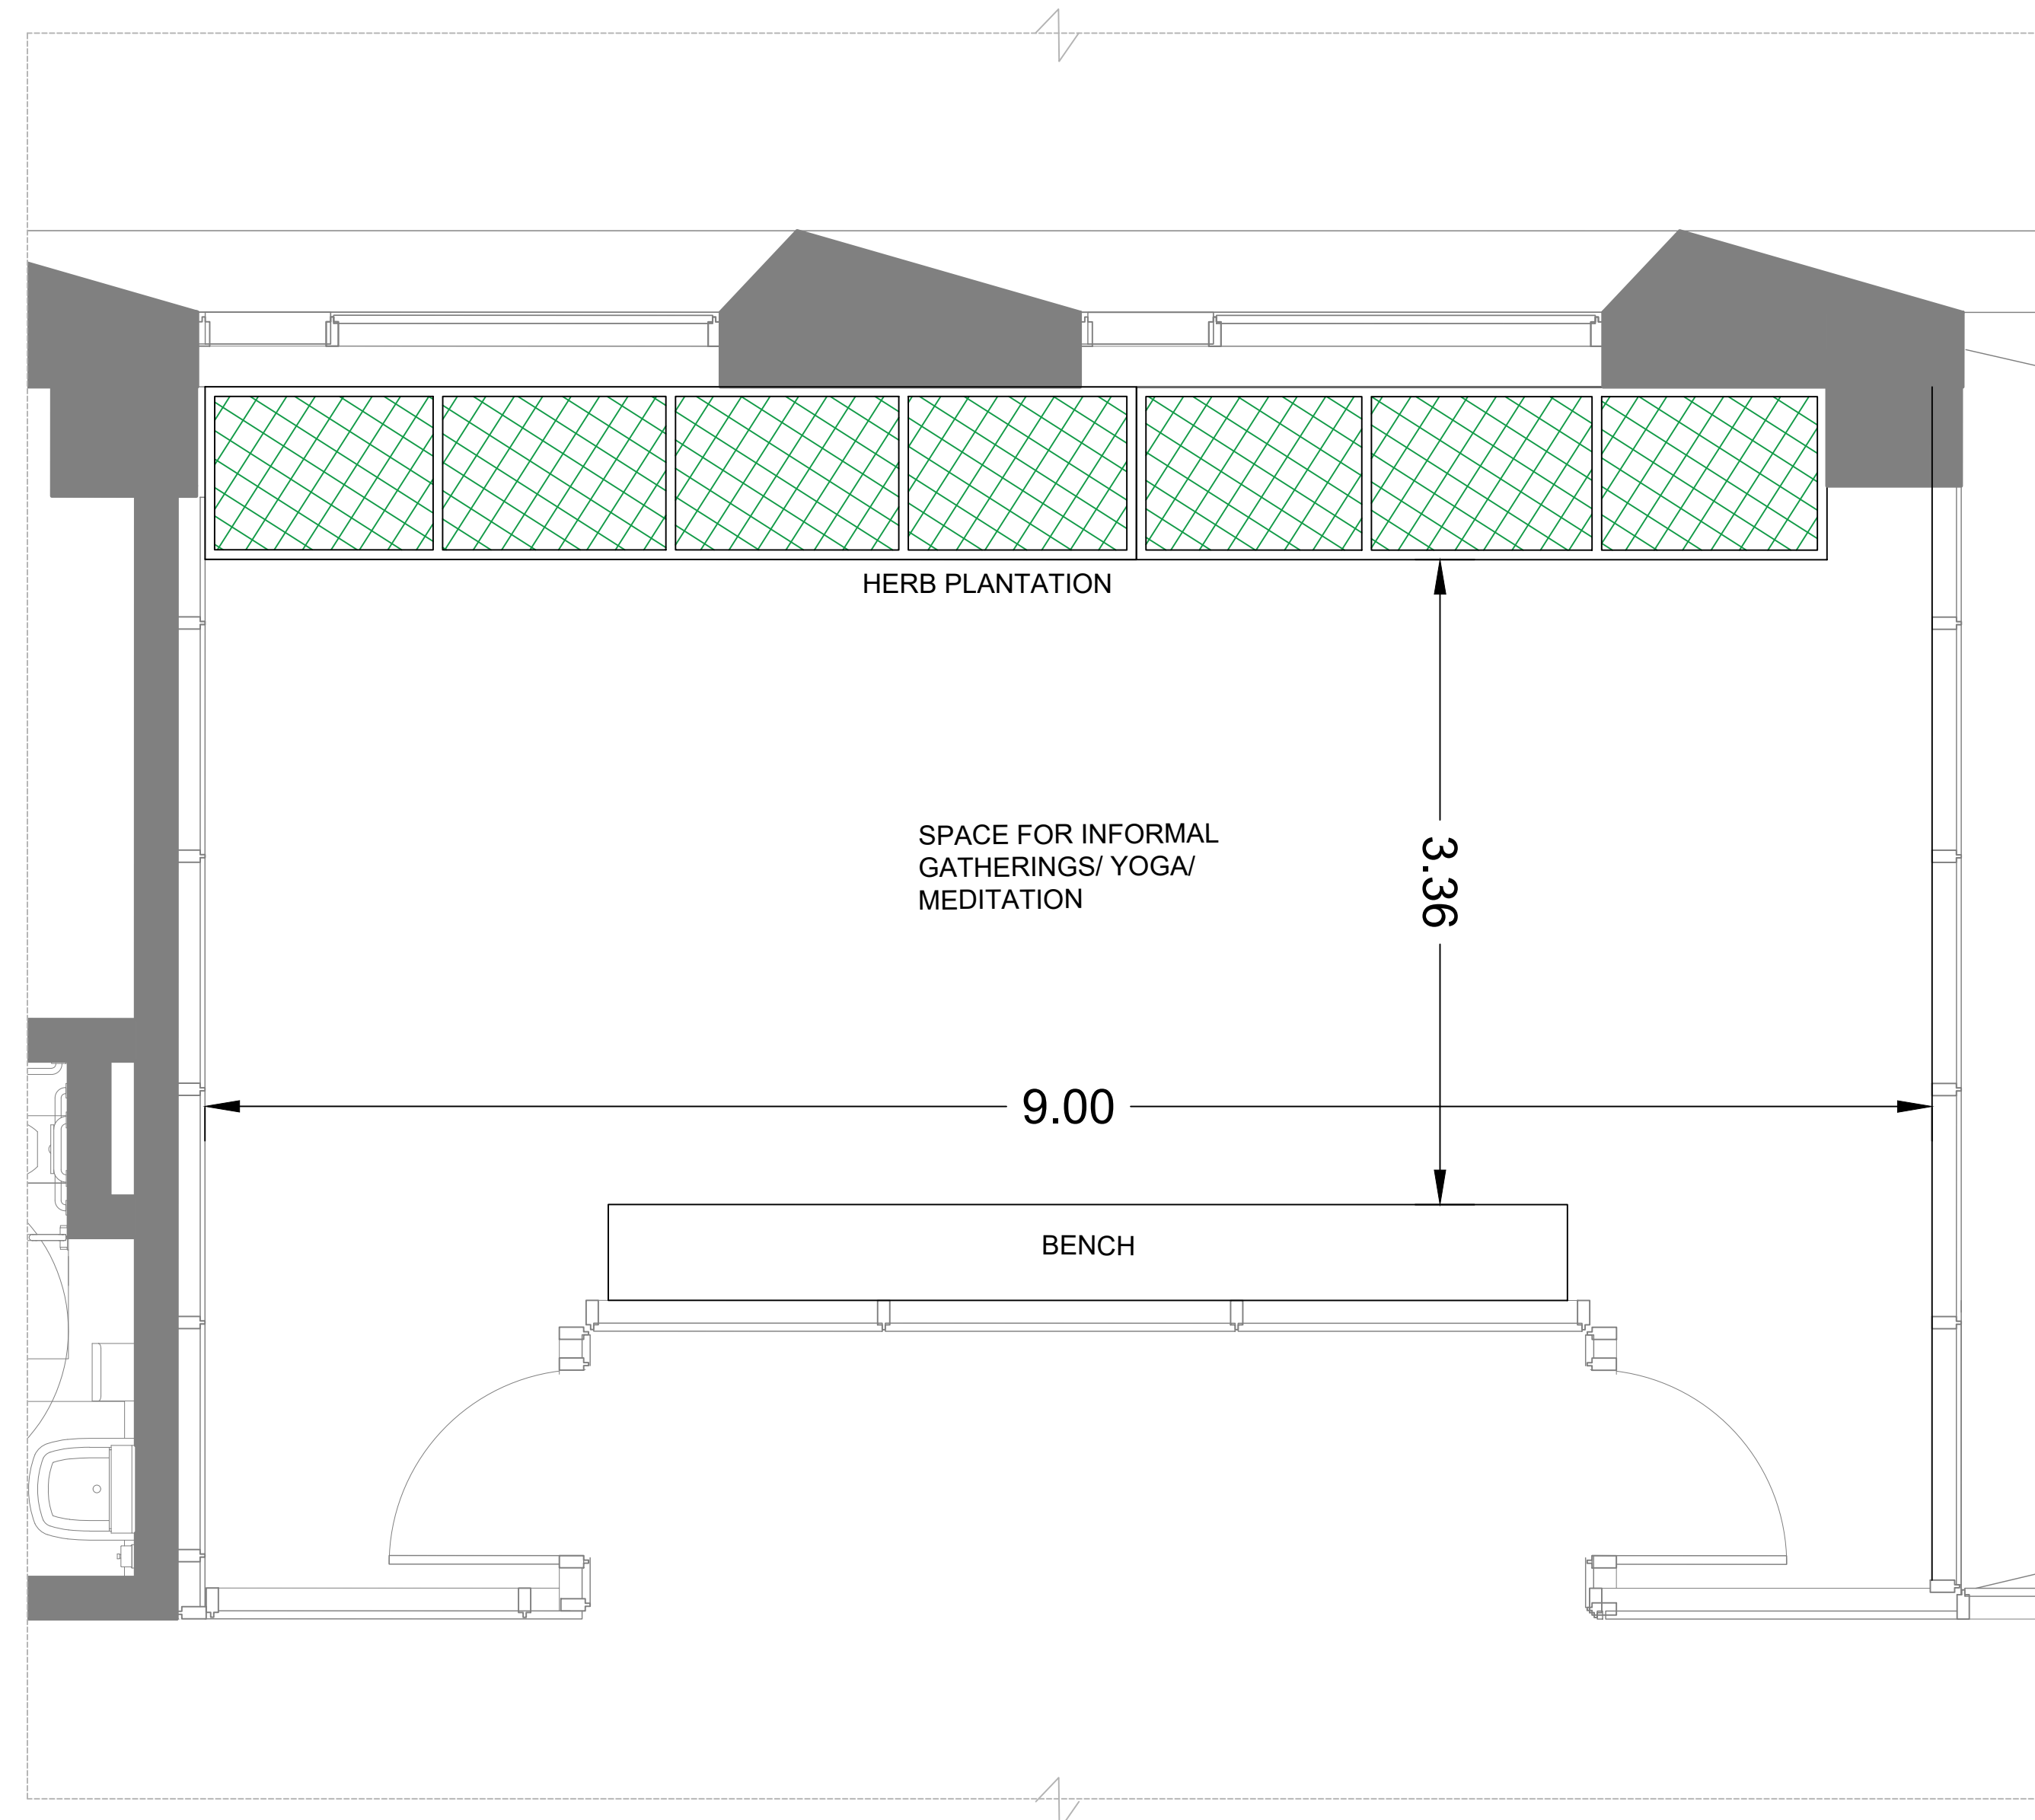 HERB PLANTATION
SPACE FOR INFORMAL
GATHERINGS/ YOGA/
MEDITATION
3.36
9.00
BENCH